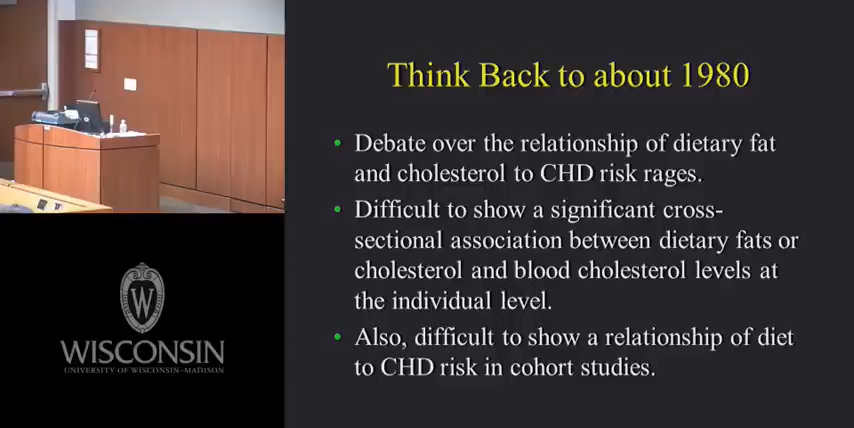 Think Back to about 1980
• Debate over the relationship of dietary fat
and cholesterol to CHD risk rages.
• Difficult to show a significant cross-
sectional association between dietary fats or
cholesterol and blood cholesterol levels at
the individual level.
• Also, difficult to show a relationship of diet
to CHD risk in cohort studies.
W
WISCONSIN
UNIVERSITY OF WISCONSIN–MADISON